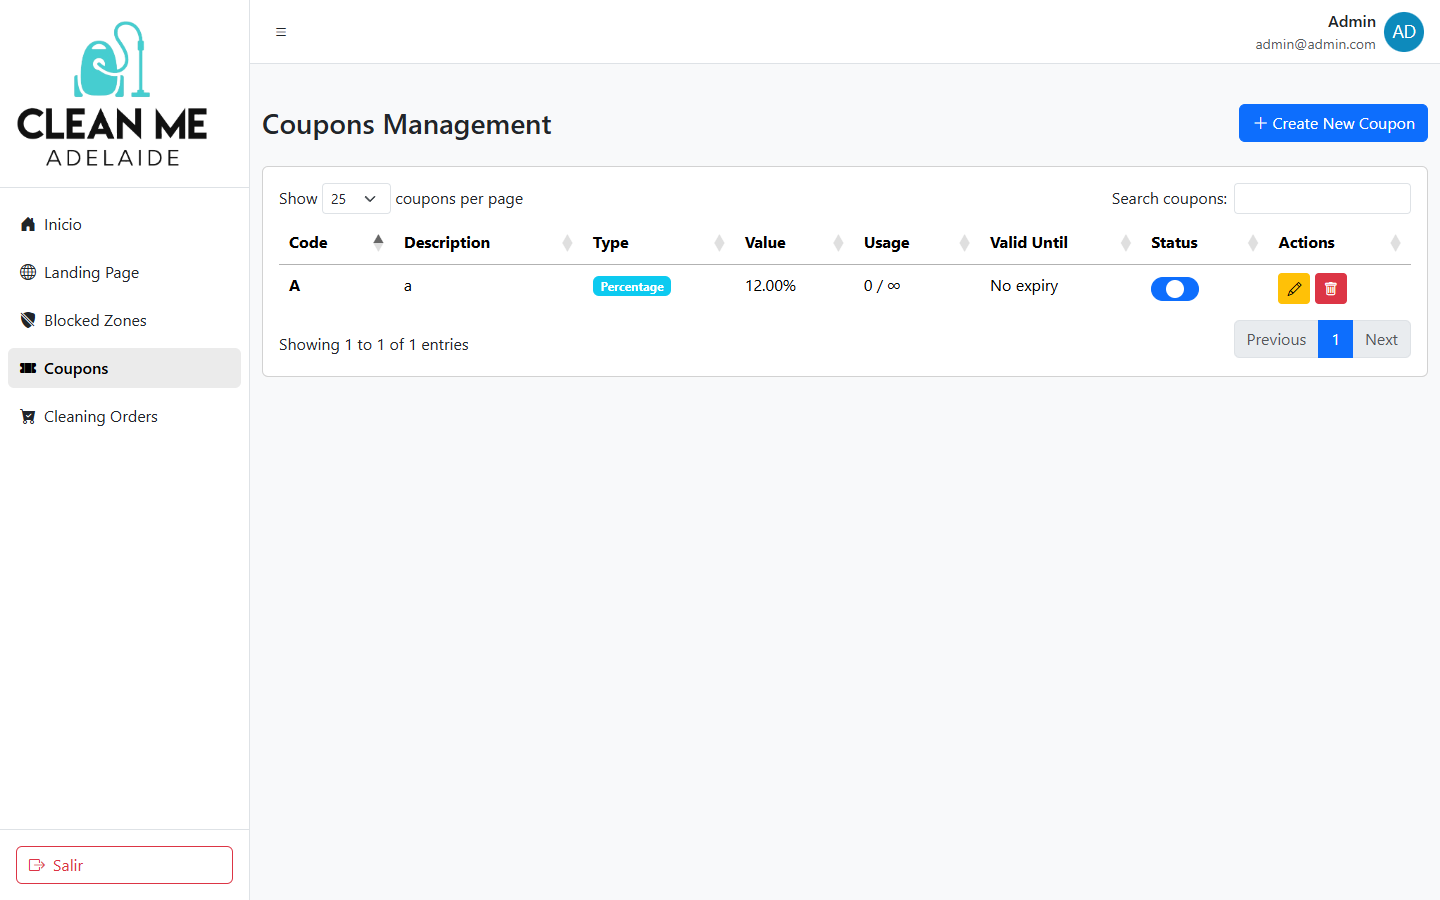 CLEAN ME
ADELAIDE
Inicio
Landing Page
Blocked Zones
Coupons
Cleaning Orders
Salir
Admin
admin@admin.com
AD
Coupons Management
Create New Coupon
Show 25 coupons per page
Search coupons:
Code Description Type Value Usage Valid Until Status Actions
A a Percentage 12.00% 0 / ∞ No expiry
Showing 1 to 1 of 1 entries
Previous 1 Next